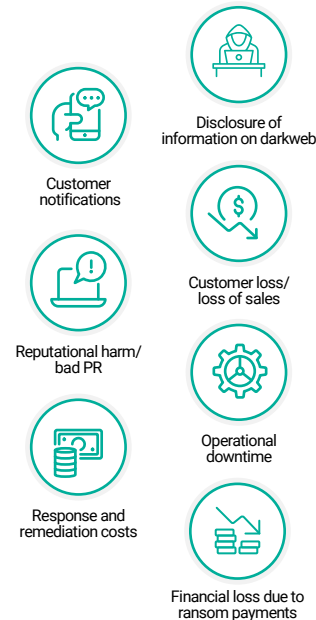 Disclosure of
information on darkweb
Customer
notifications
Customer loss/
loss of sales
Reputational harm/
bad PR
Operational
downtime
Response and
remediation costs
Financial loss due to
ransom payments